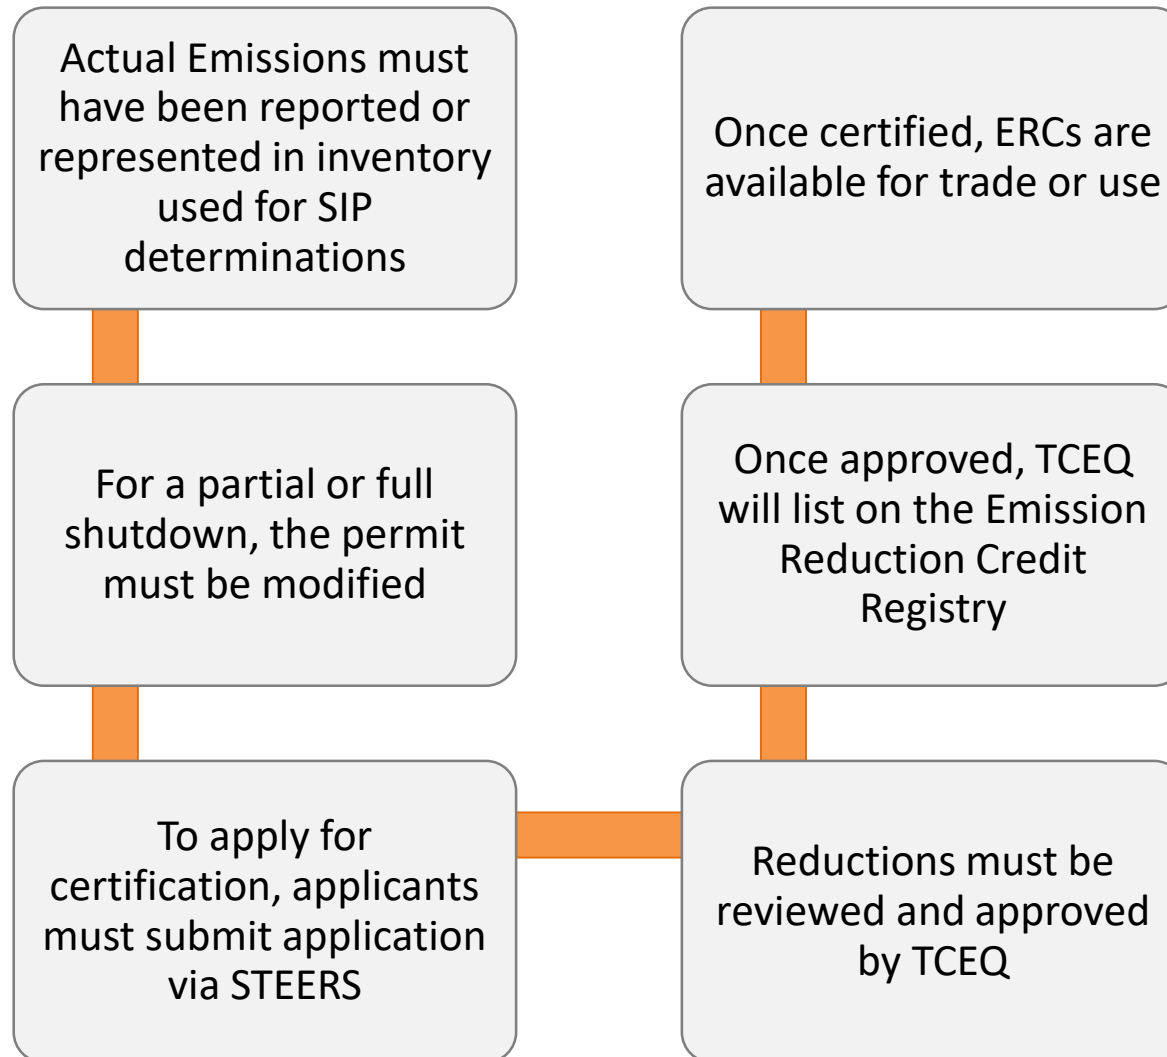 Actual Emissions must
have been reported or
represented in inventory
used for SIP
determinations
For a partial or full
shutdown, the permit
must be modified
To apply for
certification, applicants
must submit application
via STEERS
Reductions must be
reviewed and approved
by TCEQ
Once approved, TCEQ
will list on the Emission
Reduction Credit
Registry
Once certified, ERCs are
available for trade or use